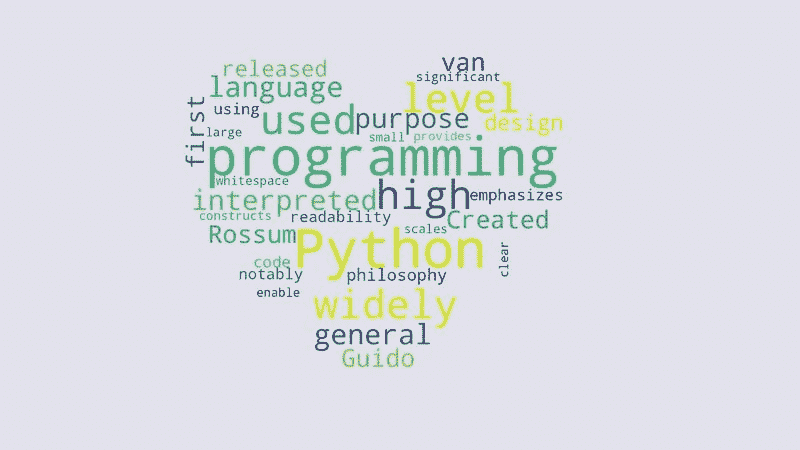 released
van
significant
language
level
first
using
used
purpose
design
large
small
provides
programming
whitespace
high
emphasizes
interpreted
constructs
readability
Created
scales
Rossum
Python
clear
code
notably
philosophy
enable
widely
general
Guido